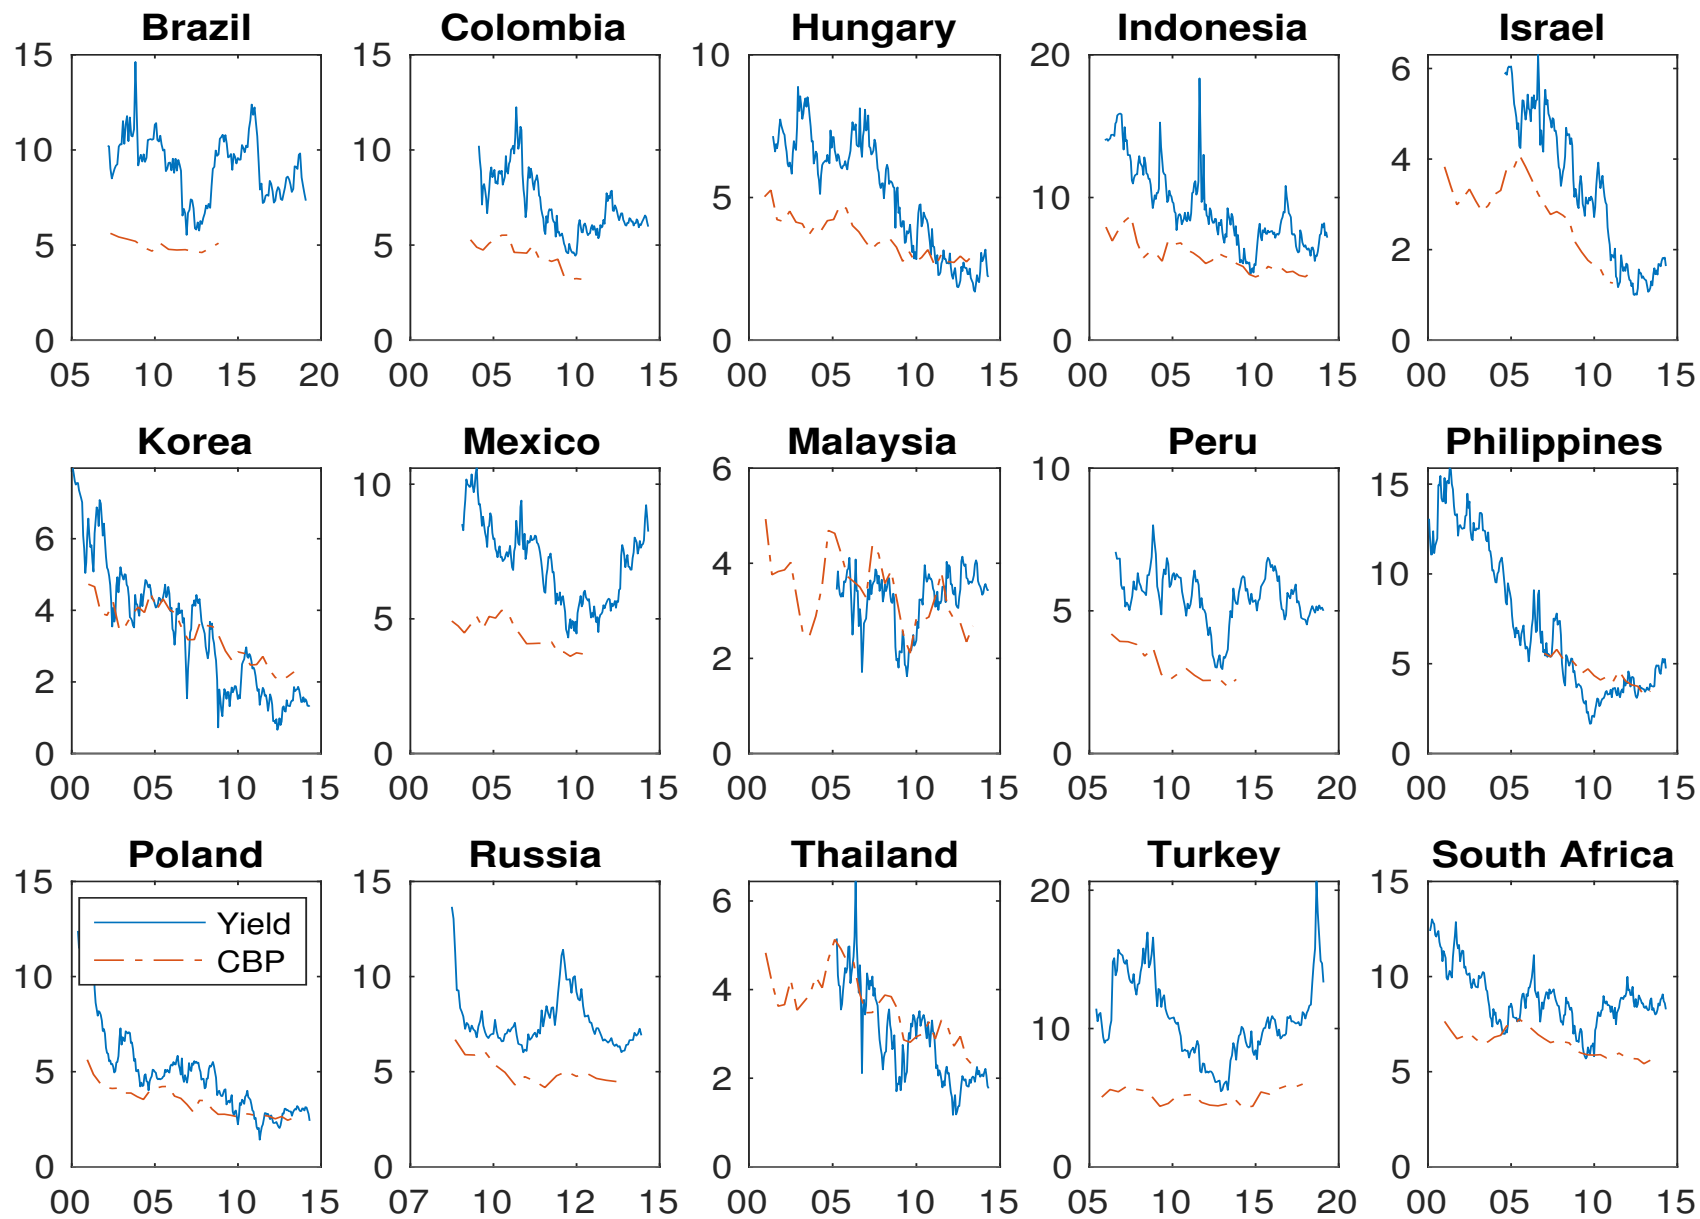 Brazil Colombia Hungary Indonesia Israel
15 15 10 20 6
10 10 5 10 4
5 5 2
0 0 0 0 0
05 10 15 20 00 05 10 15 00 05 10 15 00 05 10 15 00 05 10 15
Korea Mexico Malaysia Peru Philippines
6 10 6 10 15
4 5 4 5 10
2 2 5
0 0 0 0 0
00 05 10 15 00 05 10 15 00 05 10 15 05 10 15 20 00 05 10 15
Poland Russia Thailand Turkey South Africa
15 15 6 20 15
Yield
CBP
10 10 4 10 10
5 5 2 5
0 0 0 0 0
00 05 10 15 07 10 12 15 00 05 10 15 05 10 15 20 00 05 10 15